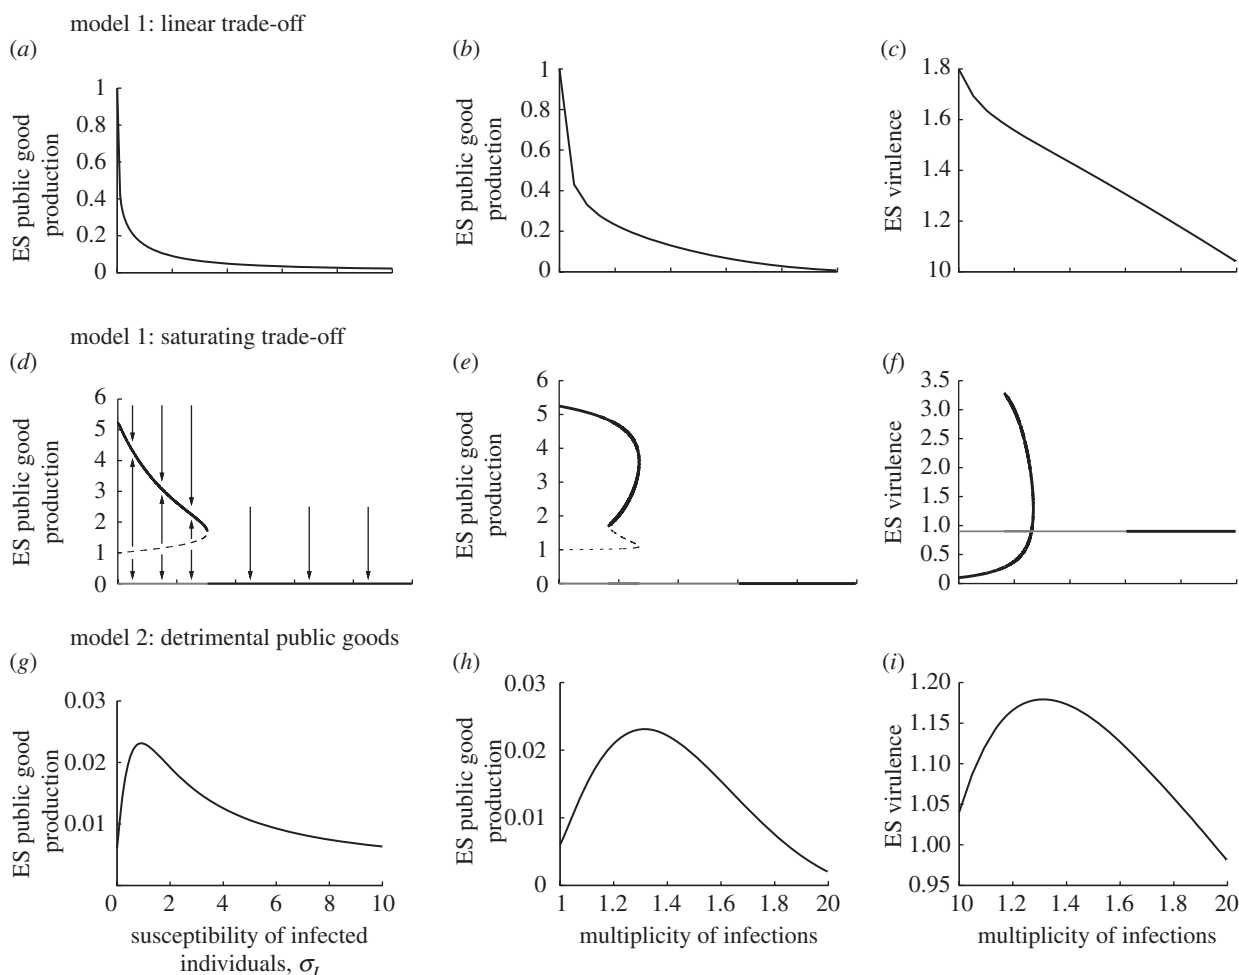 model 1: linear trade-off
(a)
(b)
(c)
ES public good
production
1
0.8
0.6
0.4
0.2
0
ES public good
production
1
0.8
0.6
0.4
0.2
0
ES virulence
1.8
1.6
1.4
1.2
10
model 1: saturating trade-off
(d)
(e)
(f)
ES public good
production
6
5
4
3
2
1
0
ES public good
production
6
5
4
3
2
1
0
ES virulence
3.5
3.0
2.5
2.0
1.5
1.0
0.5
0
model 2: detrimental public goods
(g)
(h)
(i)
ES public good
production
0.03
0.02
0.01
0 2 4 6 8 10
susceptibility of infected
individuals, σI
ES public good
production
0.03
0.02
0.01
0
1 1.2 1.4 1.6 1.8 20
multiplicity of infections
ES virulence
1.20
1.15
1.10
1.05
1.00
0.95
10 1.2 1.4 1.6 1.8 20
multiplicity of infections